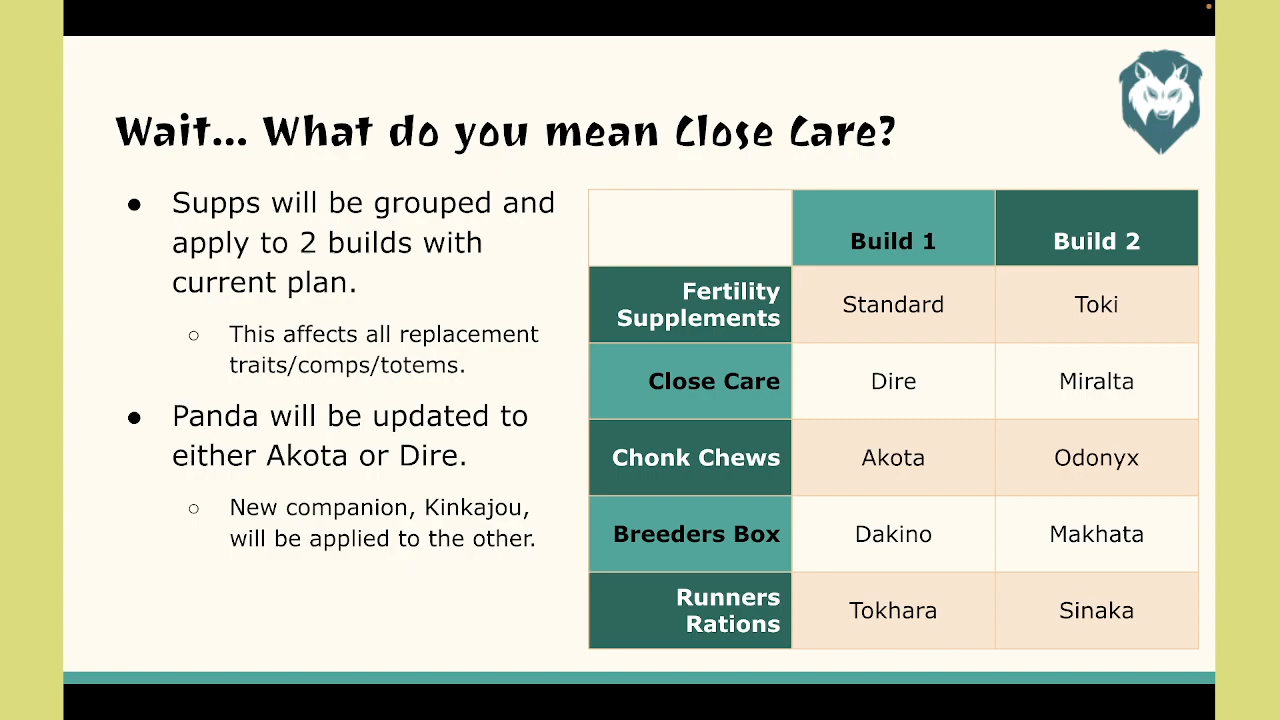 Wait... What do you mean Close Care?
● Supps will be grouped and
apply to 2 builds with
current plan.
○ This affects all replacement
traits/comps/totems.
● Panda will be updated to
either Akota or Dire.
○ New companion, Kinkajou,
will be applied to the other.
Build 1 Build 2
Fertility
Supplements Standard Toki
Close Care Dire Miralta
Chonk Chews Akota Odonyx
Breeders Box Dakino Makhata
Runners
Rations Tokhara Sinaka